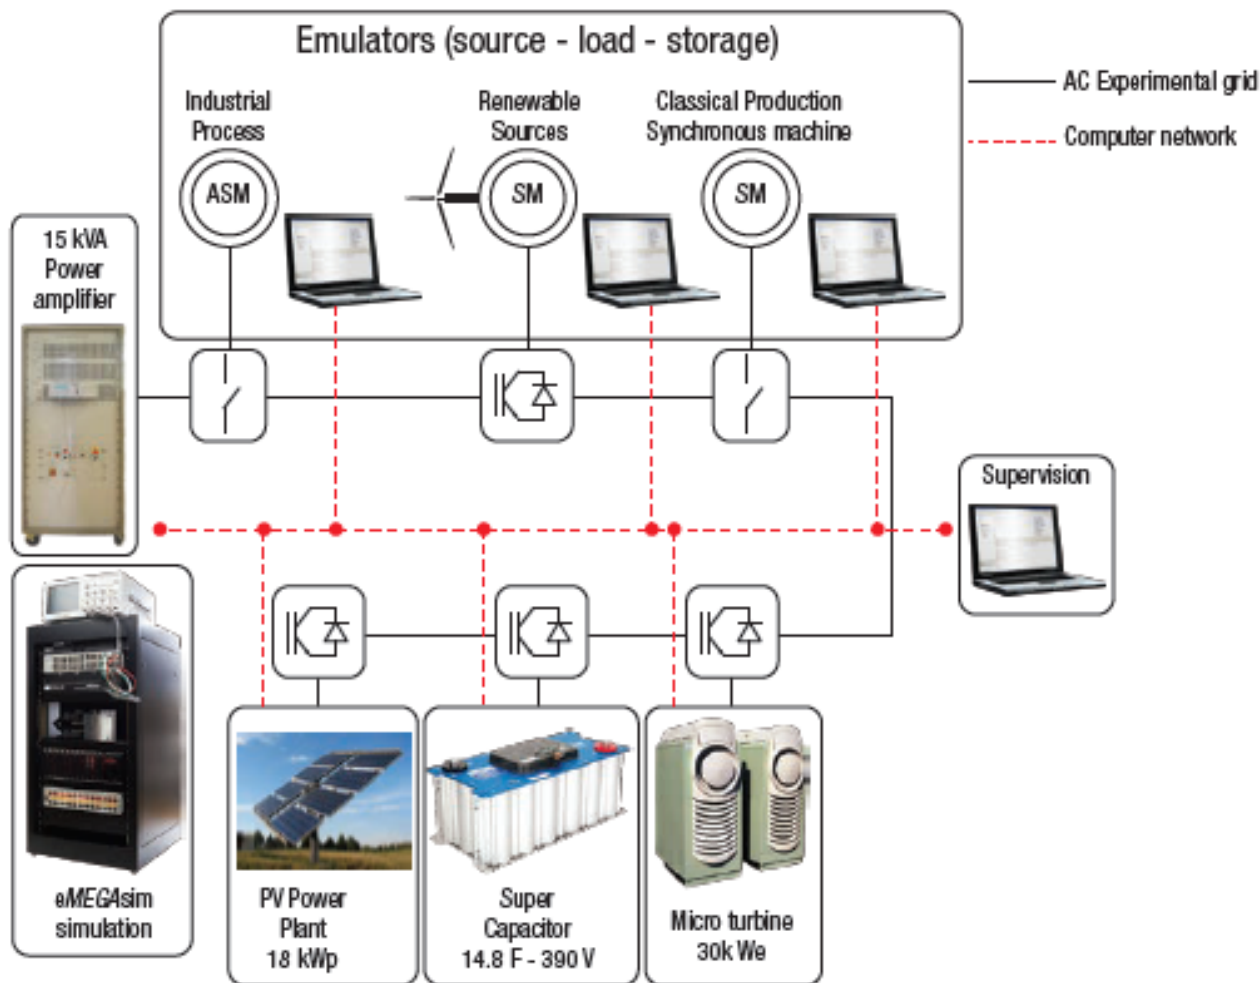 Emulators (source - load - storage)
Industrial
Process
Renewable
Sources
Classical Production
Synchronous machine
AC Experimental grid
Computer network
ASM
SM
SM
15 kVA
Power
amplifier
Supervision
eMEGAsim
simulation
PV Power
Plant
18 kWp
Super
Capacitor
14.8 F - 390 V
Micro turbine
30k We